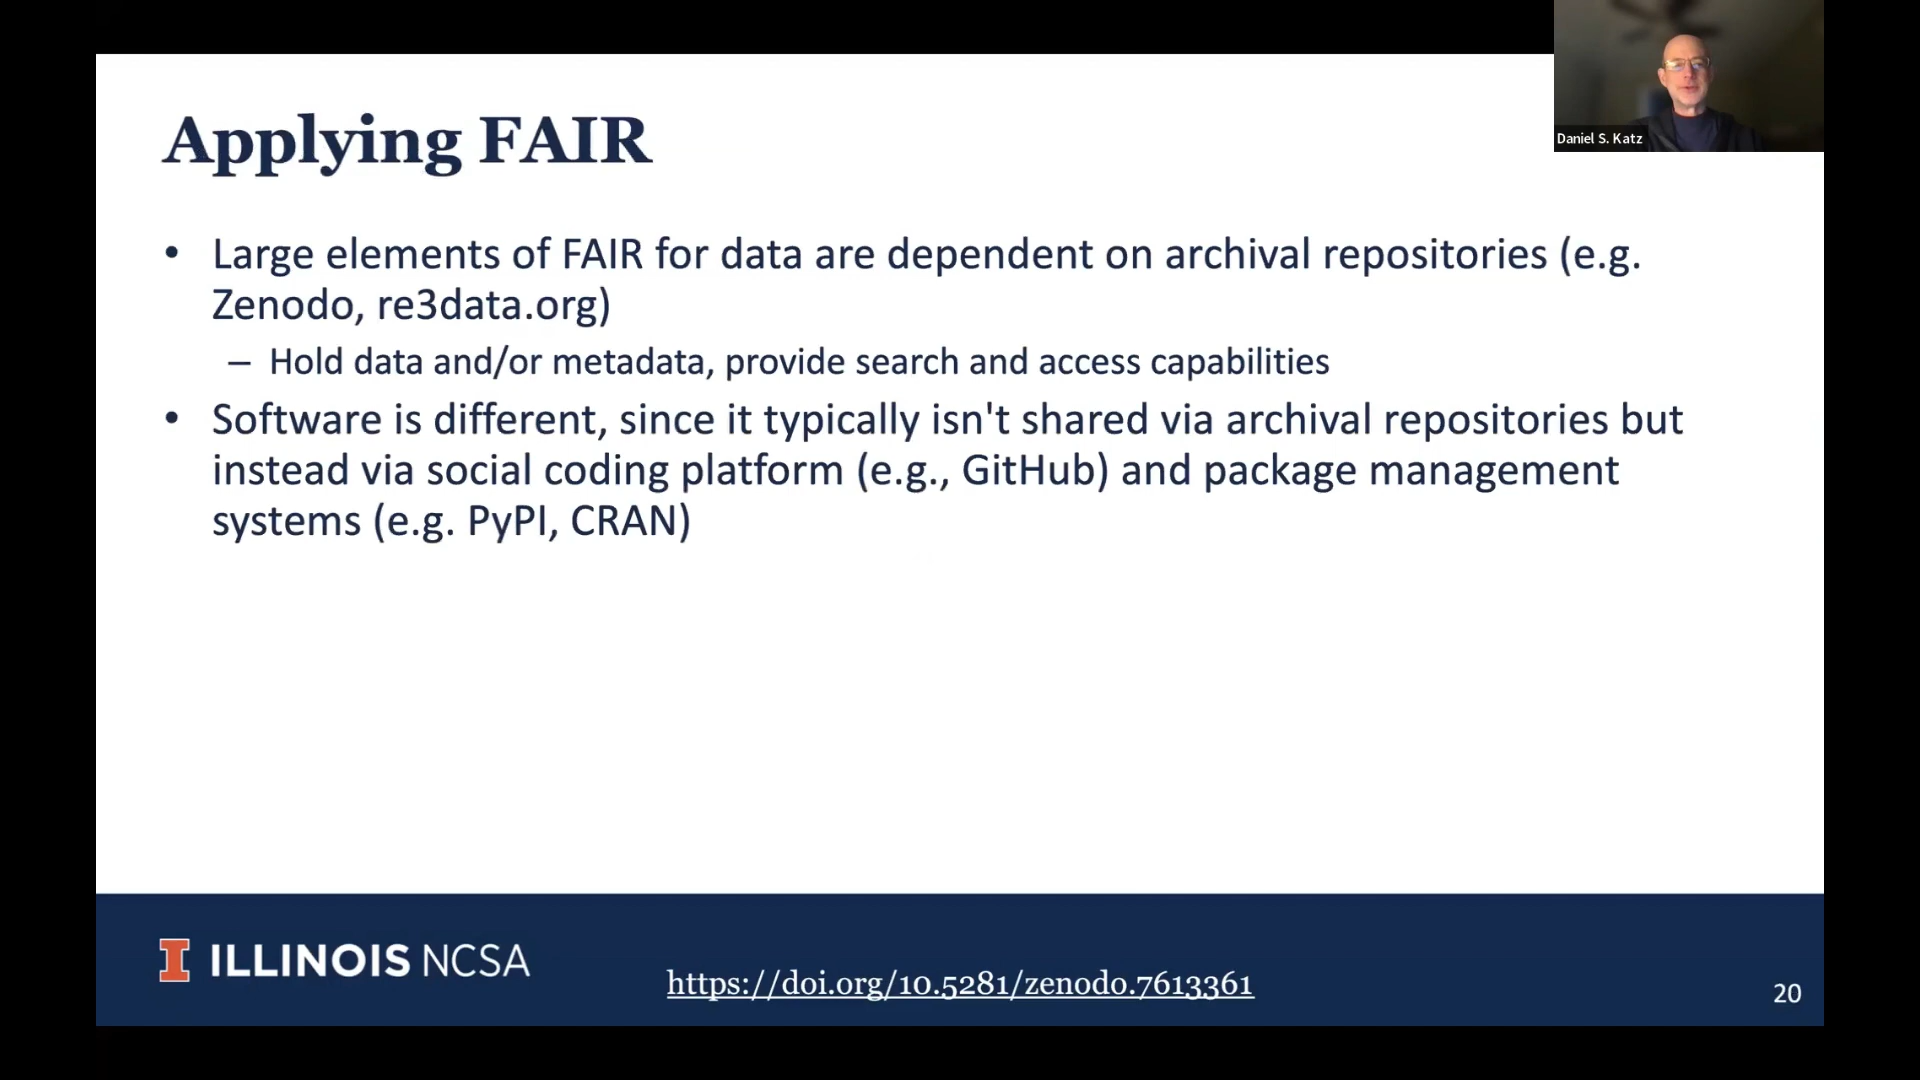 Daniel S. Katz
Applying FAIR
• Large elements of FAIR for data are dependent on archival repositories (e.g.
Zenodo, re3data.org)
– Hold data and/or metadata, provide search and access capabilities
• Software is different, since it typically isn't shared via archival repositories but
instead via social coding platform (e.g., GitHub) and package management
systems (e.g. PyPI, CRAN)
I ILLINOIS NCSA
https://doi.org/10.5281/zenodo.7613361
20